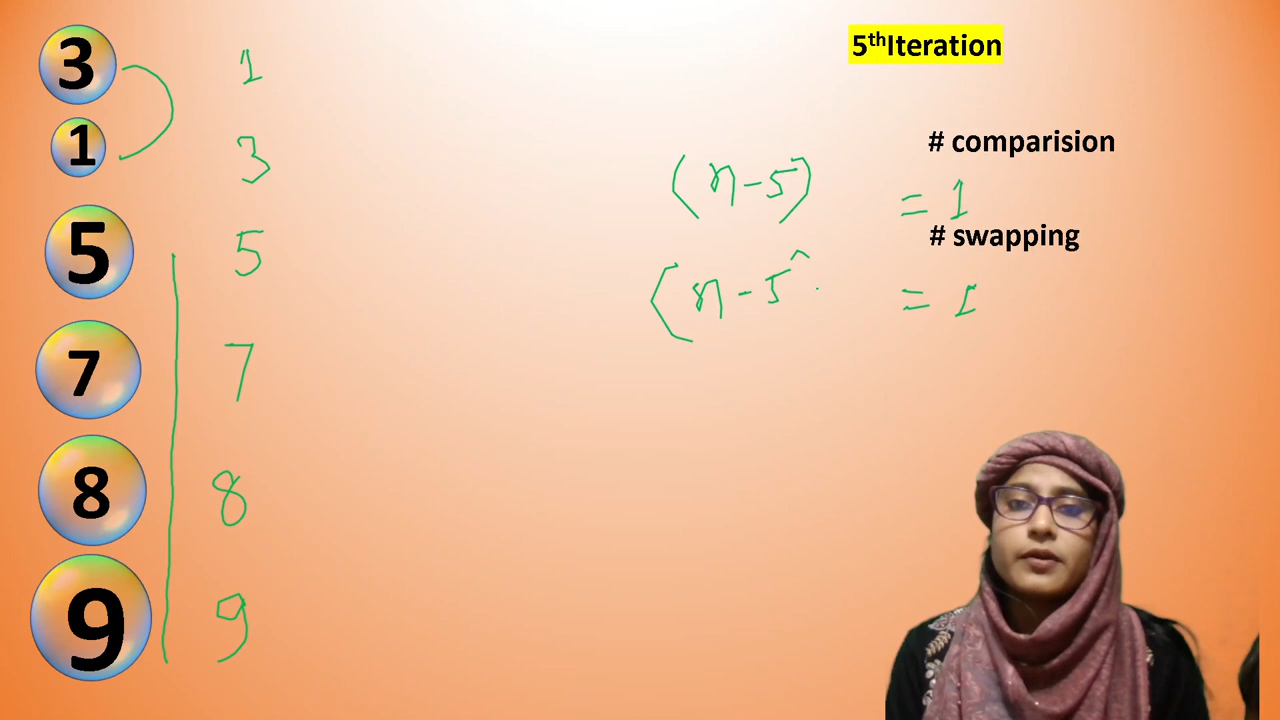 3
1
5
7
8
9
1
3
5
7
8
9
5thIteration
# comparision
(n-5) = 1
# swapping
(n-5 = 1